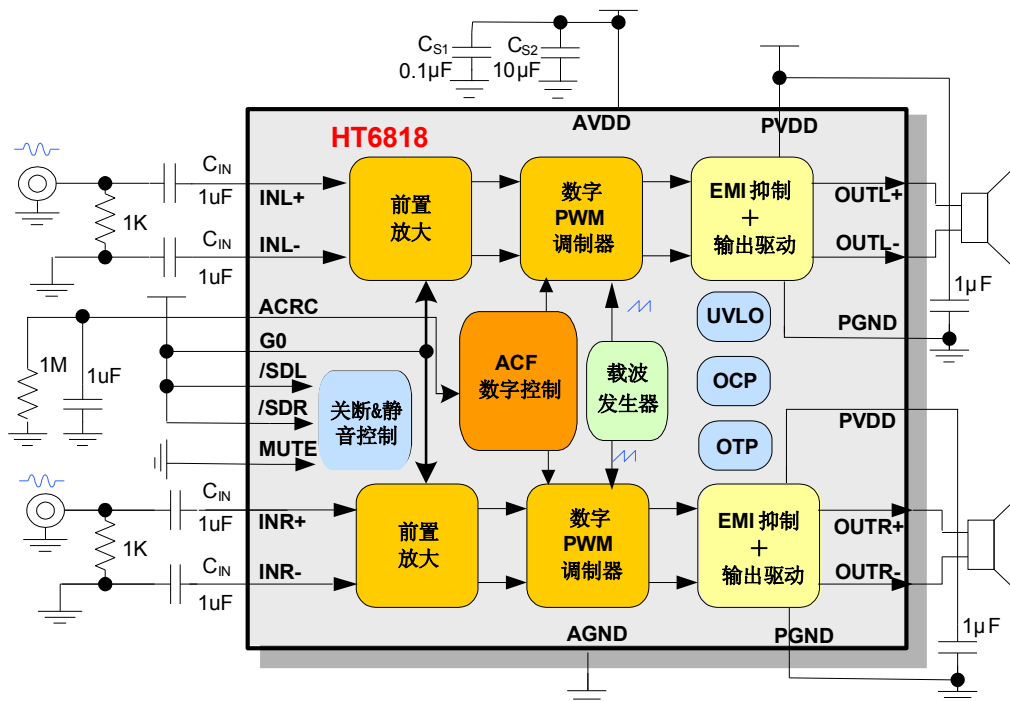 CS1
0.1µF
CS2
10µF
AVDD
PVDD
HT6818
CIN
1uF
INL+
1K
CIN
1uF
INL-
前置
放大
数字
PWM
调制器
EMI 抑制
+
输出驱动
OUTL+
OUTL-
1µF
ACRC
G0
1M
1uF
/SDL
/SDR
MUTE
关断&静
音控制
ACF
数字控制
载波
发生器
UVLO
OCP
OTP
PGND
PVDD
CIN
1uF
INR+
1K
CIN
1uF
INR-
前置
放大
数字
PWM
调制器
EMI 抑制
+
输出驱动
OUTR+
OUTR-
AGND
PGND
1µF